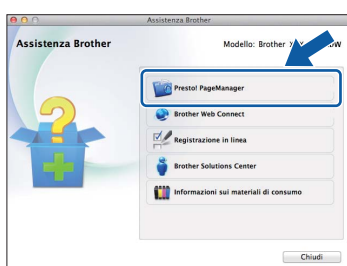 Assistenza Brother
Assistenza Brother
Modello: Brother
Presto! PageManager
Brother Web Connect
Registrazione in linea
Brother Solutions Center
Informazioni sui materiali di consumo
Chiudi